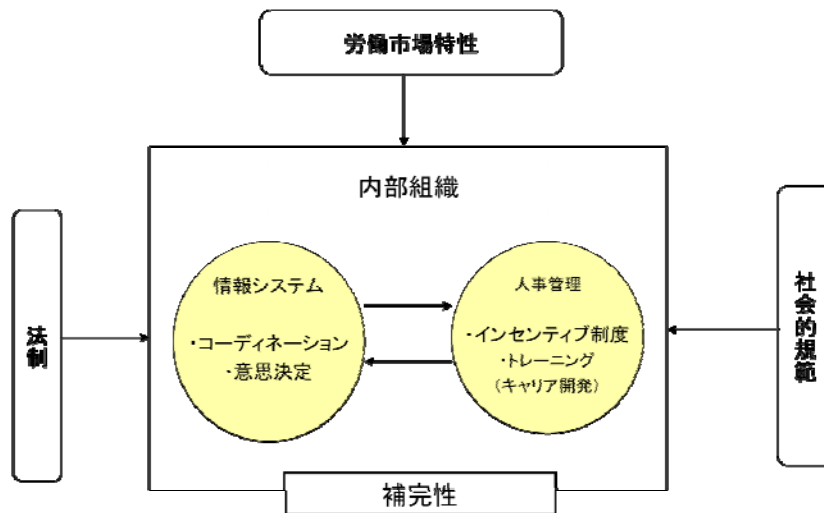 労働市場特性
内部組織
法制
情報システム
・コーディネーション
・意思決定
人事管理
・インセンティブ制度
・トレーニング
(キャリア開発)
社会的規範
補完性